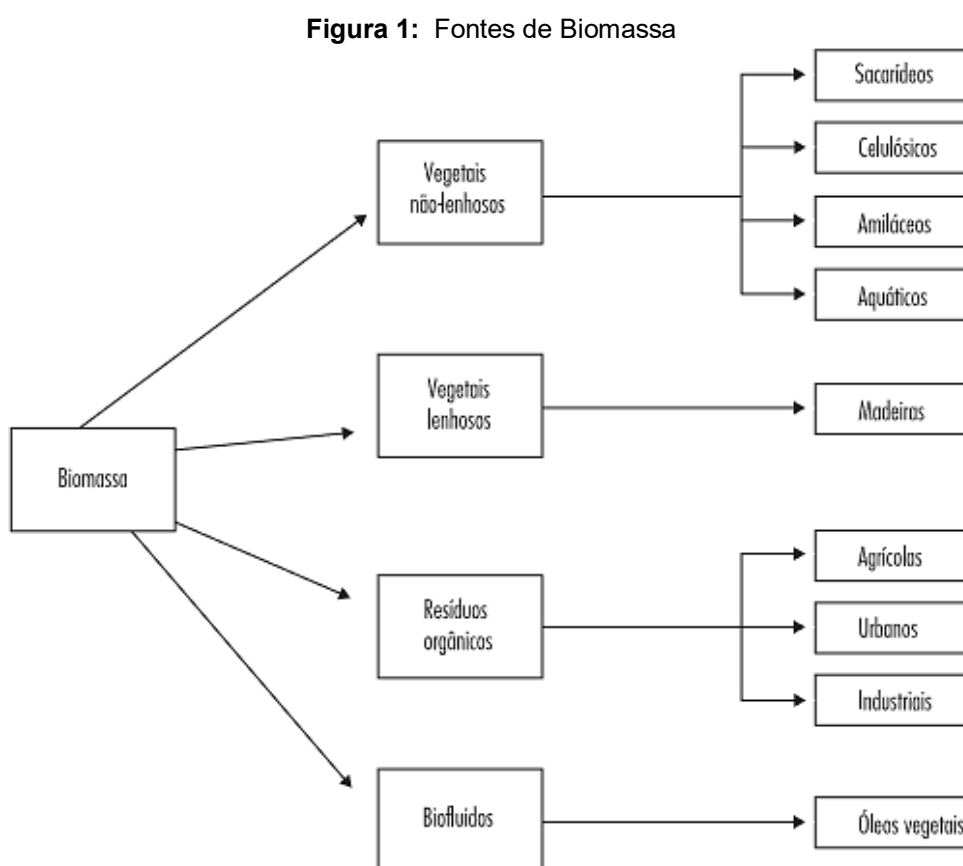 Figura 1: Fontes de Biomassa
Sacarídeos
Celulósicos
Amiláceos
Aquáticos
Vegetais
não-lenhosos
Vegetais
lenhosos
Madeiras
Biomassa
Resíduos
orgânicos
Agrícolas
Urbanos
Industriais
Biofluidos
Óleos vegetais